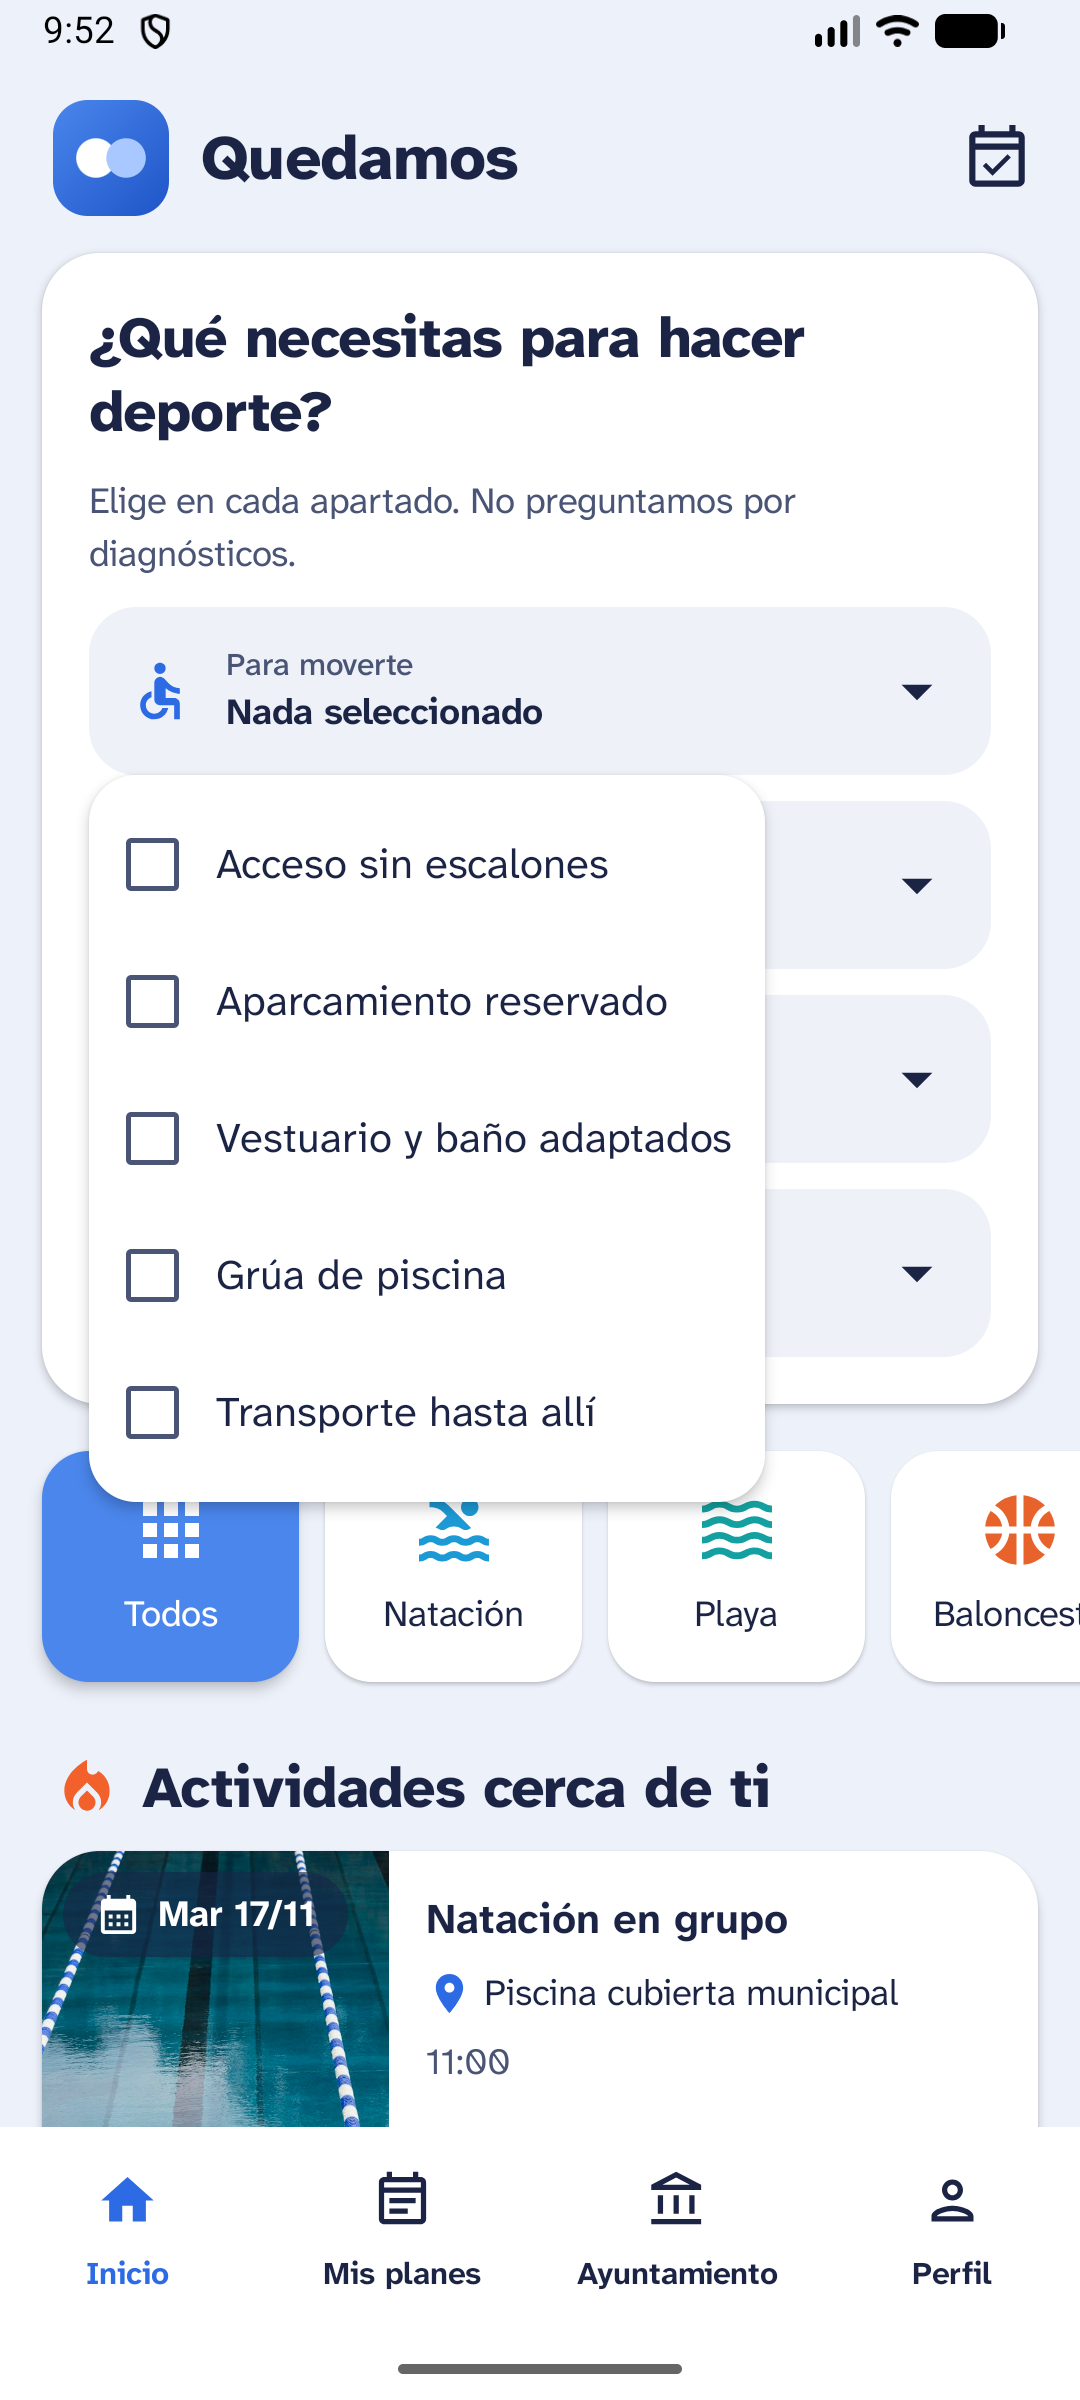 9:52
Quedamos
¿Qué necesitas para hacer
deporte?
Elige en cada apartado. No preguntamos por
diagnósticos.
Para moverte
Nada seleccionado
Acceso sin escalones
Aparcamiento reservado
Vestuario y baño adaptados
Grúa de piscina
Transporte hasta allí
Todos
Natación
Playa
Baloncest
Actividades cerca de ti
Mar 17/11
Natación en grupo
Piscina cubierta municipal
11:00
Inicio
Mis planes
Ayuntamiento
Perfil